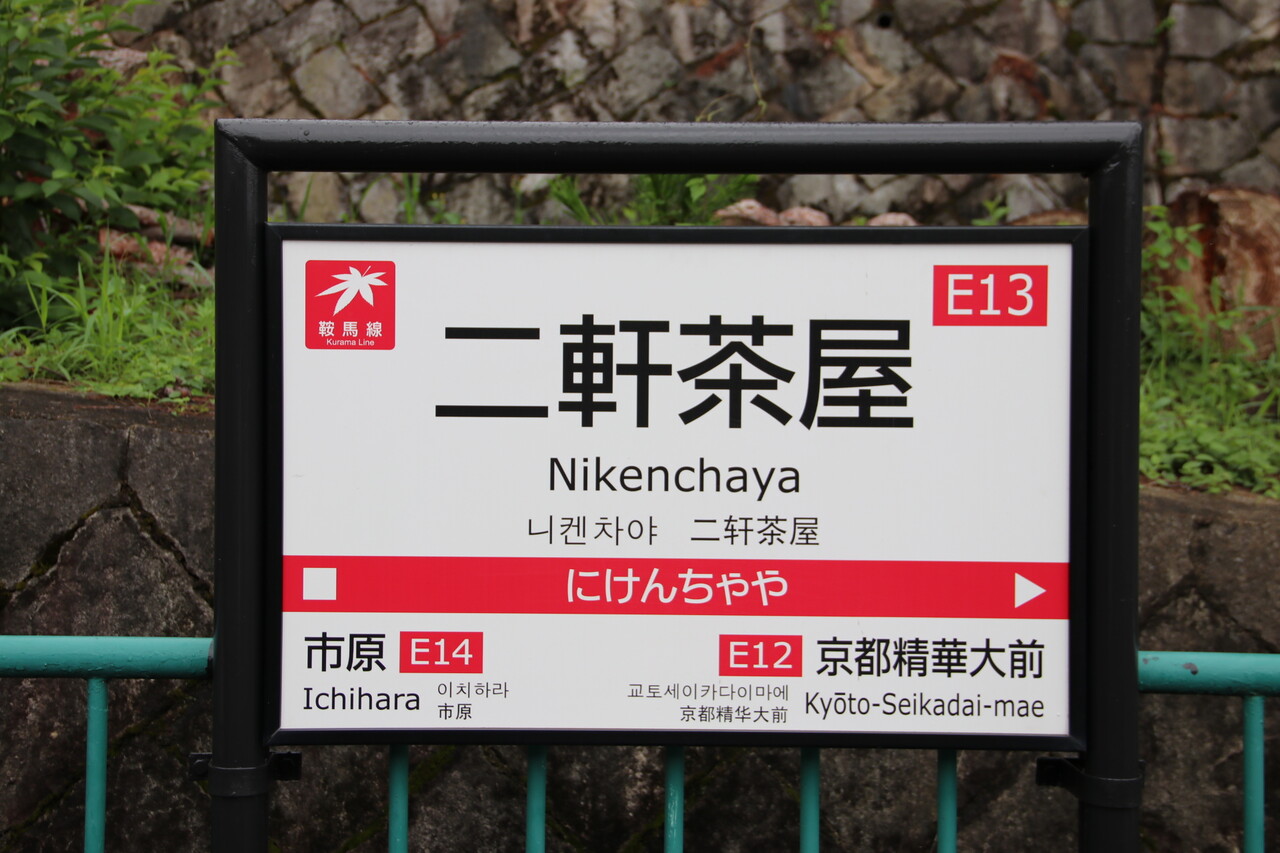 鞍馬線
Kurama Line
E13
二軒茶屋
Nikenchaya
니켄차야 二轩茶屋
にけんちゃや
市原 E14
Ichihara
이치하라
市原
E12 京都精華大前
교토세이카다이마에
京都精华大前
Kyōto-Seikadai-mae